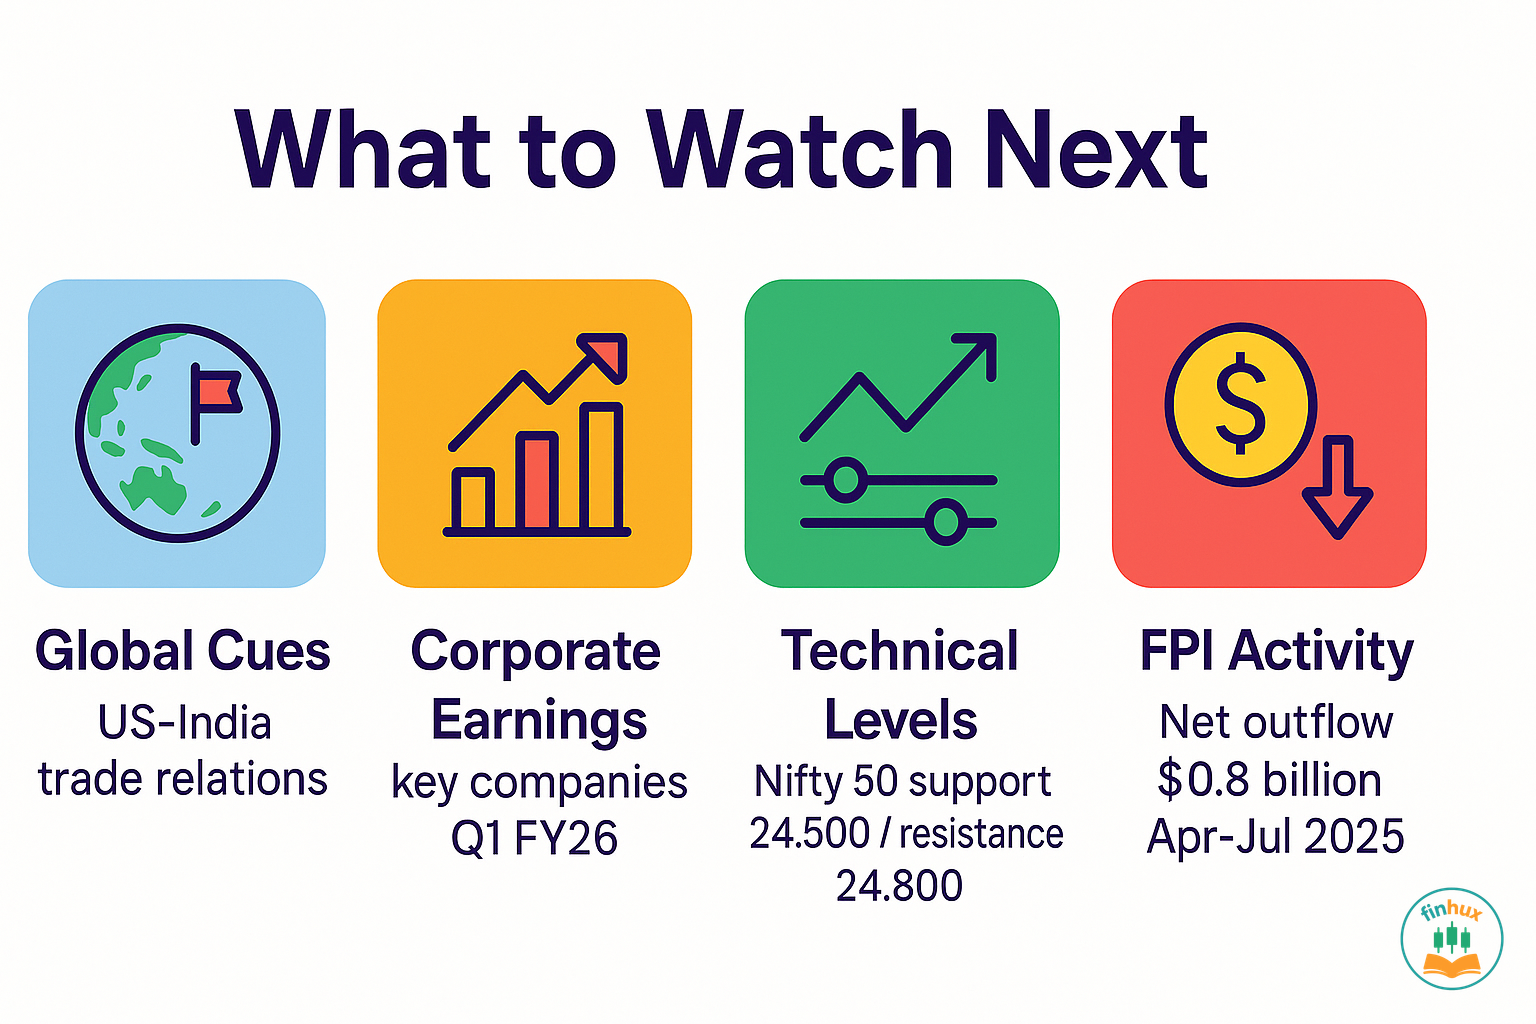 What to Watch Next
Global Cues
US-India
trade relations
Corporate
Earnings
key companies
Q1 FY26
Technical
Levels
Nifty 50 support
24.500 / resistance
24.800
$
FPI Activity
Net outflow
$0.8 billion
Apr-Jul 2025
finhux